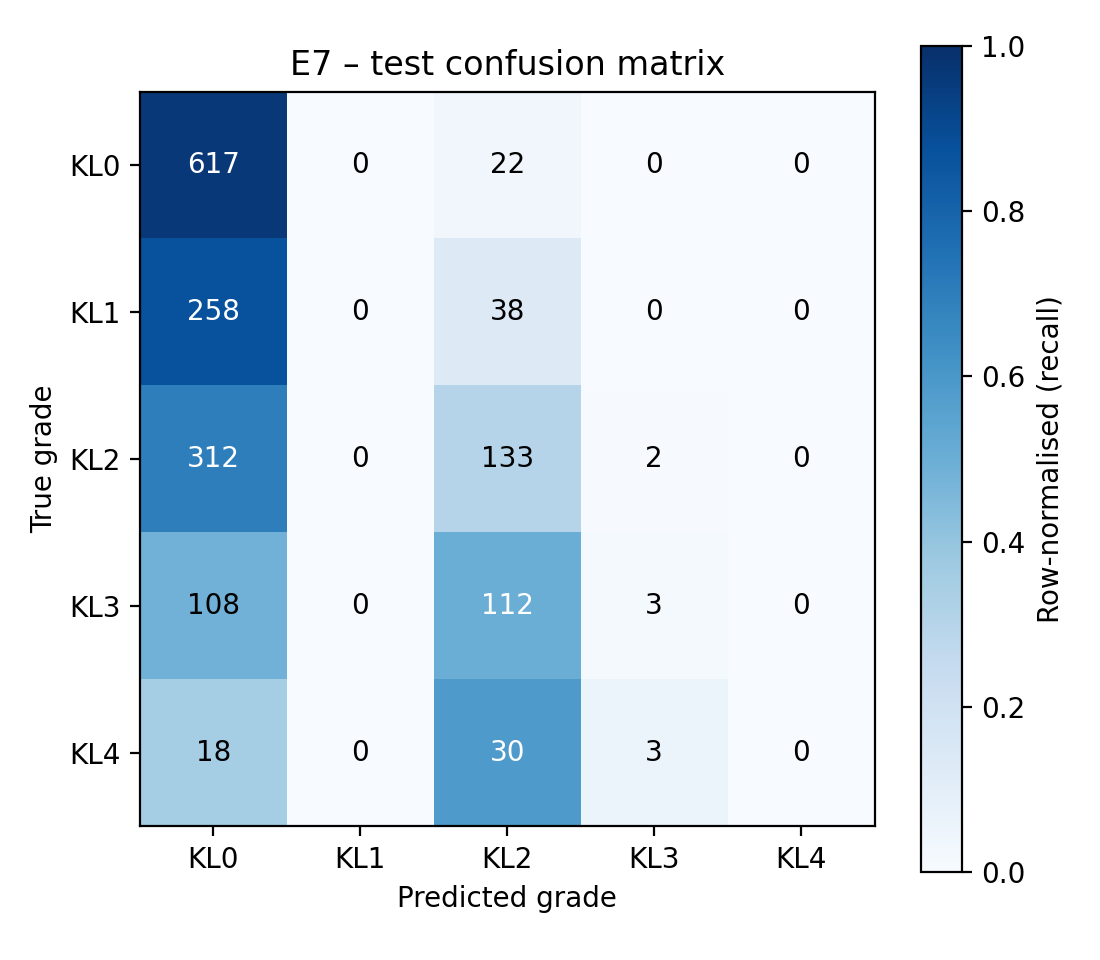 E7 – test confusion matrix
1.0
KL0 617 0 22 0 0
0.8
KL1 258 0 38 0 0
0.6
KL2 312 0 133 2 0
0.4
KL3 108 0 112 3 0
0.2
KL4 18 0 30 3 0
0.0
KL0 KL1 KL2 KL3 KL4
Predicted grade
True grade
Row-normalised (recall)